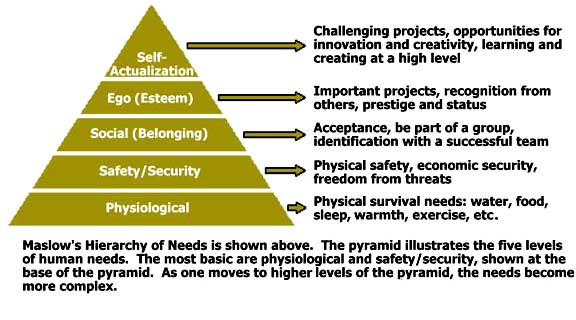 Self-
Actualization
Challenging projects, opportunities for
innovation and creativity, learning and
creating at a high level
Ego (Esteem)
Important projects, recognition from
others, prestige and status
Social (Belonging)
Acceptance, be part of a group,
identification with a successful team
Safety/Security
Physical safety, economic security,
freedom from threats
Physiological
Physical survival needs: water, food,
sleep, warmth, exercise, etc.
Maslow's Hierarchy of Needs is shown above. The pyramid illustrates the five levels
of human needs. The most basic are physiological and safety/security, shown at the
base of the pyramid. As one moves to higher levels of the pyramid, the needs become
more complex.